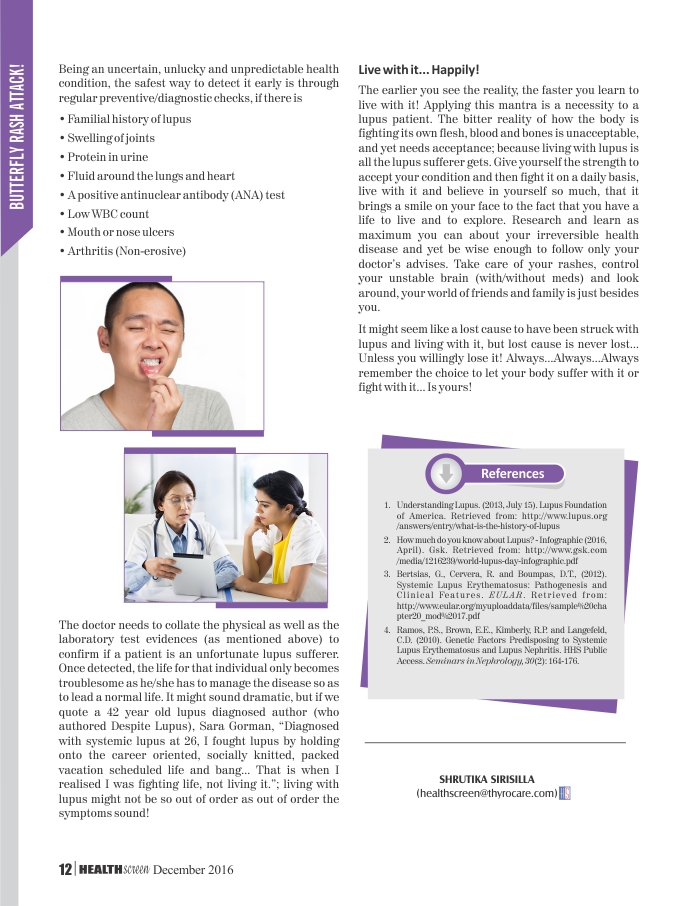 BUTTERFLY RASH ATTACK!
Being an uncertain, unlucky and unpredictable health
condition, the safest way to detect it early is through
regular preventive/diagnostic checks, if there is
• Familial history of lupus
• Swelling of joints
• Protein in urine
• Fluid around the lungs and heart
• A positive antinuclear antibody (ANA) test
• Low WBC count
• Mouth or nose ulcers
• Arthritis (Non-erosive)
The doctor needs to collate the physical as well as the
laboratory test evidences (as mentioned above) to
confirm if a patient is an unfortunate lupus sufferer.
Once detected, the life for that individual only becomes
troublesome as he/she has to manage the disease so as
to lead a normal life. It might sound dramatic, but if we
quote a 42 year old lupus diagnosed author (who
authored Despite Lupus), Sara Gorman, “Diagnosed
with systemic lupus at 26, I fought lupus by holding
onto the career oriented, socially knitted, packed
vacation scheduled life and bang... That is when I
realised I was fighting life, not living it.”; living with
lupus might not be so out of order as out of order the
symptoms sound!
Live with it... Happily!
The earlier you see the reality, the faster you learn to
live with it! Applying this mantra is a necessity to a
lupus patient. The bitter reality of how the body is
fighting its own flesh, blood and bones is unacceptable,
and yet needs acceptance; because living with lupus is
all the lupus sufferer gets. Give yourself the strength to
accept your condition and then fight it on a daily basis,
live with it and believe in yourself so much, that it
brings a smile on your face to the fact that you have a
life to live and to explore. Research and learn as
maximum you can about your irreversible health
disease and yet be wise enough to follow only your
doctor’s advises. Take care of your rashes, control
your unstable brain (with/without meds) and look
around, your world of friends and family is just besides
you.
It might seem like a lost cause to have been struck with
lupus and living with it, but lost cause is never lost...
Unless you willingly lose it! Always...Always...Always
remember the choice to let your body suffer with it or
fight with it... Is yours!
References
1. Understanding Lupus. (2013, July 15). Lupus Foundation
of America. Retrieved from: http://www.lupus.org
/answers/entry/what-is-the-history-of-lupus
2. How much do you know about Lupus? - Infographic (2016,
April). Gsk. Retrieved from: http://www.gsk.com
/media/1216239/world-lupus-day-infographic.pdf
3. Bertsias, G., Cervera, R. and Boumpas, D.T., (2012).
Systemic Lupus Erythematosus: Pathogenesis and
Clinical Features. EULAR. Retrieved from:
http://www.eular.org/myuploaddata/files/sample%20cha
pter20_mod%2017.pdf
4. Ramos, P.S., Brown, E.E., Kimberly, R.P. and Langefeld,
C.D. (2010). Genetic Factors Predisposing to Systemic
Lupus Erythematosus and Lupus Nephritis. HHS Public
Access. Seminars in Nephrology, 30(2): 164-176.
SHRUTIKA SIRISILLA
(healthscreen@thyrocare.com)
12 | HEALTHscreen December 2016